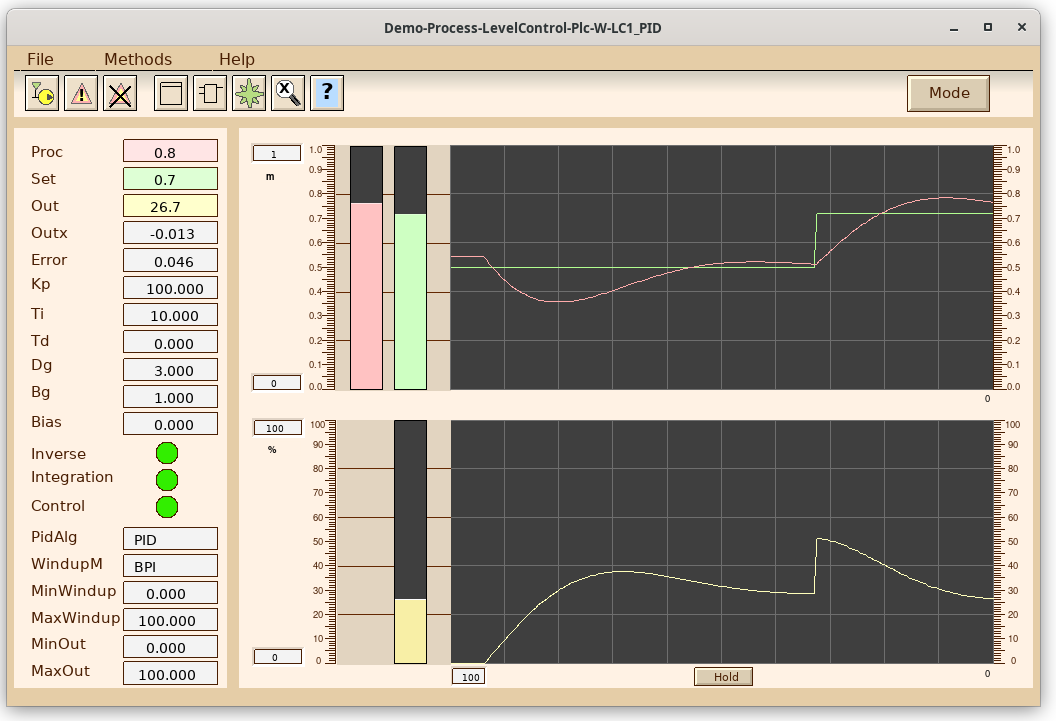 Demo-Process-LevelControl-Plc-W-LC1_PID
File Methods Help
X ? Mode
Proc 0.8
Set 0.7
Out 26.7
Outx -0.013
Error 0.046
Kp 100.000
Ti 10.000
Td 0.000
Dg 3.000
Bg 1.000
Bias 0.000
Inverse
Integration
Control
PidAlg PID
WindupM BPI
MinWindup 0.000
MaxWindup 100.000
MinOut 0.000
MaxOut 100.000
1
m
0
1.0
0.9
0.8
0.7
0.6
0.5
0.4
0.3
0.2
0.1
0.0
1.0
0.9
0.8
0.7
0.6
0.5
0.4
0.3
0.2
0.1
0.0
0
100
%
0
100
90
80
70
60
50
40
30
20
10
0
100
90
80
70
60
50
40
30
20
10
0
100 Hold 0